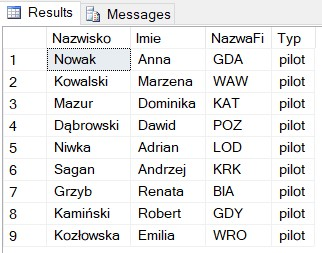 Results Messages
Nazwisko Imie NazwaFi Typ
1 Nowak Anna GDA pilot
2 Kowalski Marzena WAW pilot
3 Mazur Dominika KAT pilot
4 Dąbrowski Dawid POZ pilot
5 Niwka Adrian LOD pilot
6 Sagan Andrzej KRK pilot
7 Grzyb Renata BIA pilot
8 Kamiński Robert GDY pilot
9 Kozłowska Emilia WRO pilot